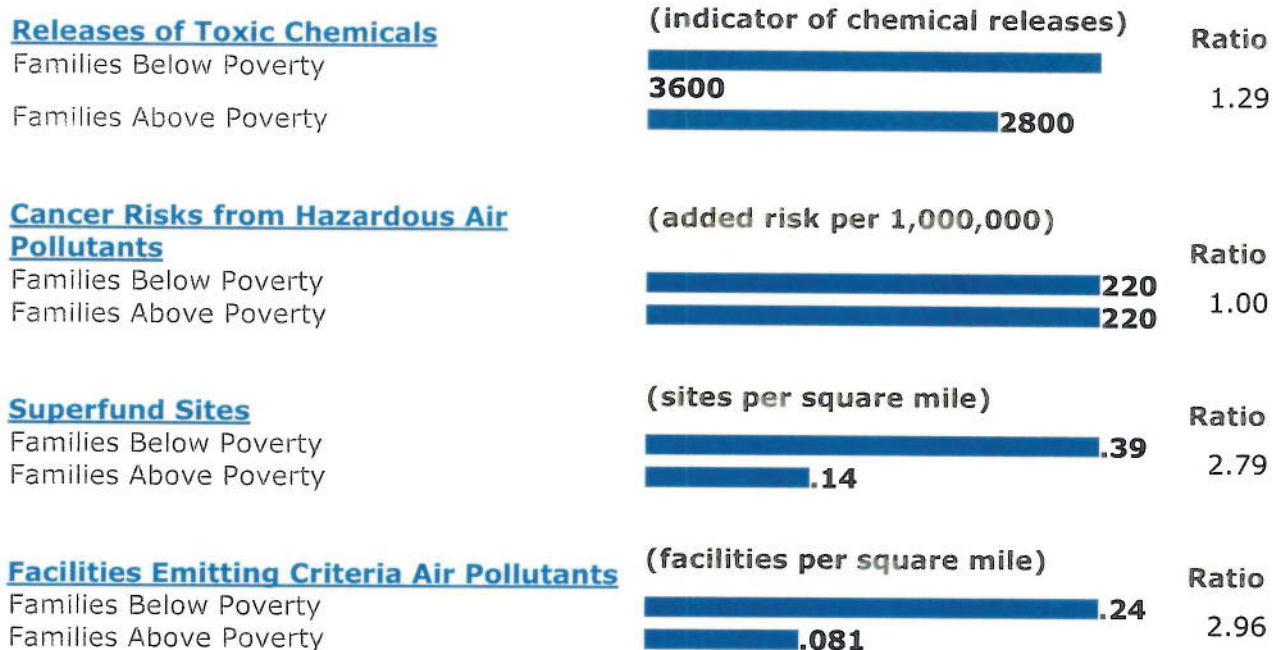 Releases of Toxic Chemicals
(indicator of chemical releases)
Ratio
Families Below Poverty
3600
1.29
Families Above Poverty
2800
Cancer Risks from Hazardous Air
Pollutants
(added risk per 1,000,000)
Ratio
Families Below Poverty
220
1.00
Families Above Poverty
220
Superfund Sites
(sites per square mile)
Ratio
Families Below Poverty
.39
2.79
Families Above Poverty
.14
Facilities Emitting Criteria Air Pollutants
(facilities per square mile)
Ratio
Families Below Poverty
.24
2.96
Families Above Poverty
.081